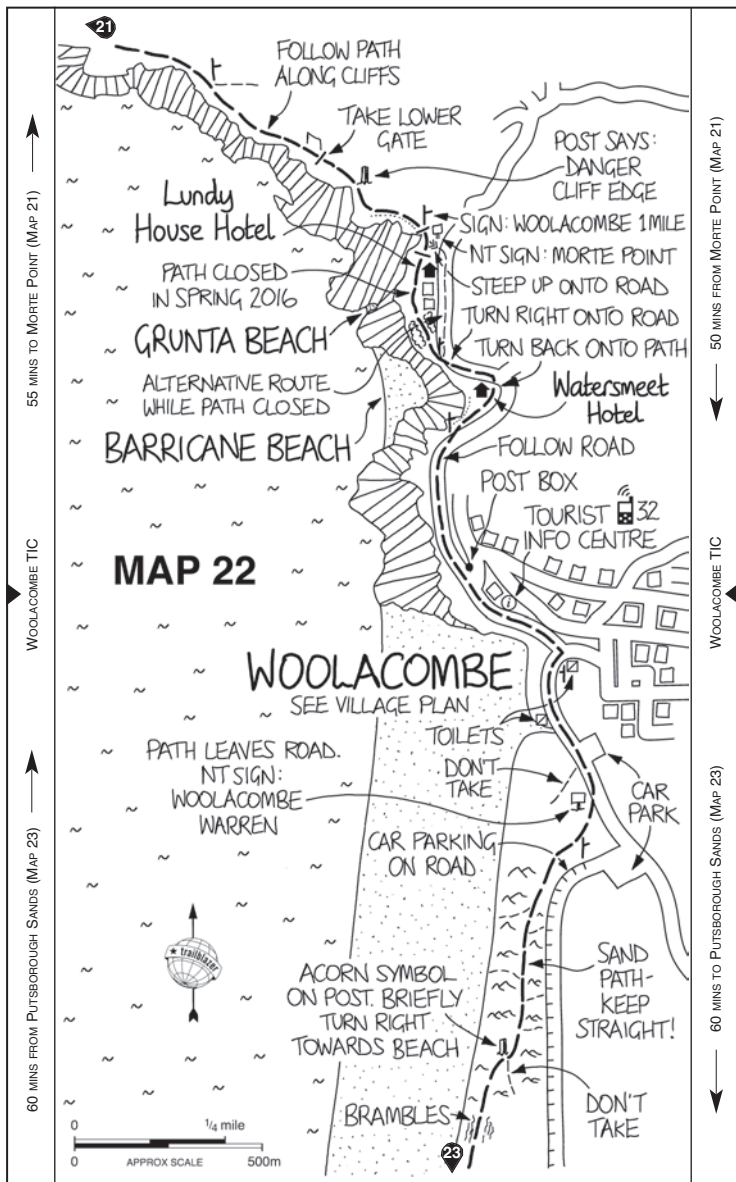 21
FOLLOW PATH
ALONG CLIFFS
TAKE LOWER
GATE
POST SAYS:
DANGER
CLIFF EDGE
Lundy
House Hotel
SIGN: WOOLACOMBE 1MILE
NT SIGN: MORTE POINT
PATH CLOSED
IN SPRING 2016
STEEP UP ONTO ROAD
GRUNTA BEACH
TURN RIGHT ONTO ROAD
TURN BACK ONTO PATH
ALTERNATIVE ROUTE
WHILE PATH CLOSED
Watersmeet
Hotel
BARRICANE BEACH
FOLLOW ROAD
POST BOX
TOURIST
INFO CENTRE
32
i
MAP 22
WOOLACOMBE
SEE VILLAGE PLAN
TOILETS
PATH LEAVES ROAD.
NT SIGN:
WOOLACOMBE
WARREN
DON'T
TAKE
CAR
PARK
CAR PARKING
ON ROAD
★ trailblazer
ACORN SYMBOL
ON POST. BRIEFLY
TURN RIGHT
TOWARDS BEACH
SAND
PATH-
KEEP
STRAIGHT!
BRAMBLES
DON'T
TAKE
23
0 1/4 mile
0 APPROX SCALE 500m
55 MINS TO MORTE POINT (MAP 21)
WOOLACOMBE TIC
60 MINS FROM PUTSBOROUGH SANDS (MAP 23)
50 MINS FROM MORTE POINT (MAP 21)
WOOLACOMBE TIC
60 MINS TO PUTSBOROUGH SANDS (MAP 23)